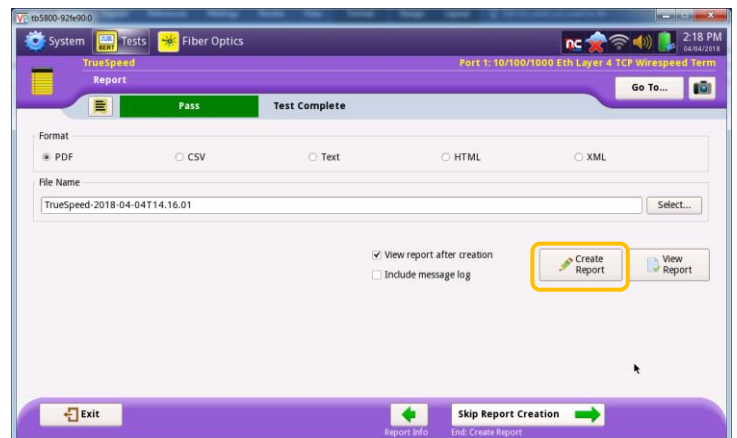 tb5800-92fe90:0
System Tests Fiber Optics 2:18 PM
04/04/2018
TrueSpeed Port 1: 10/100/1000 Eth Layer 4 TCP Wirespeed Term
Report
Go To...
Pass Test Complete
Format
PDF CSV Text HTML XML
File Name
TrueSpeed-2018-04-04T14.16.01 Select...
View report after creation
Include message log
Create Report
View Report
Exit Skip Report Creation
Report Info End: Create Report